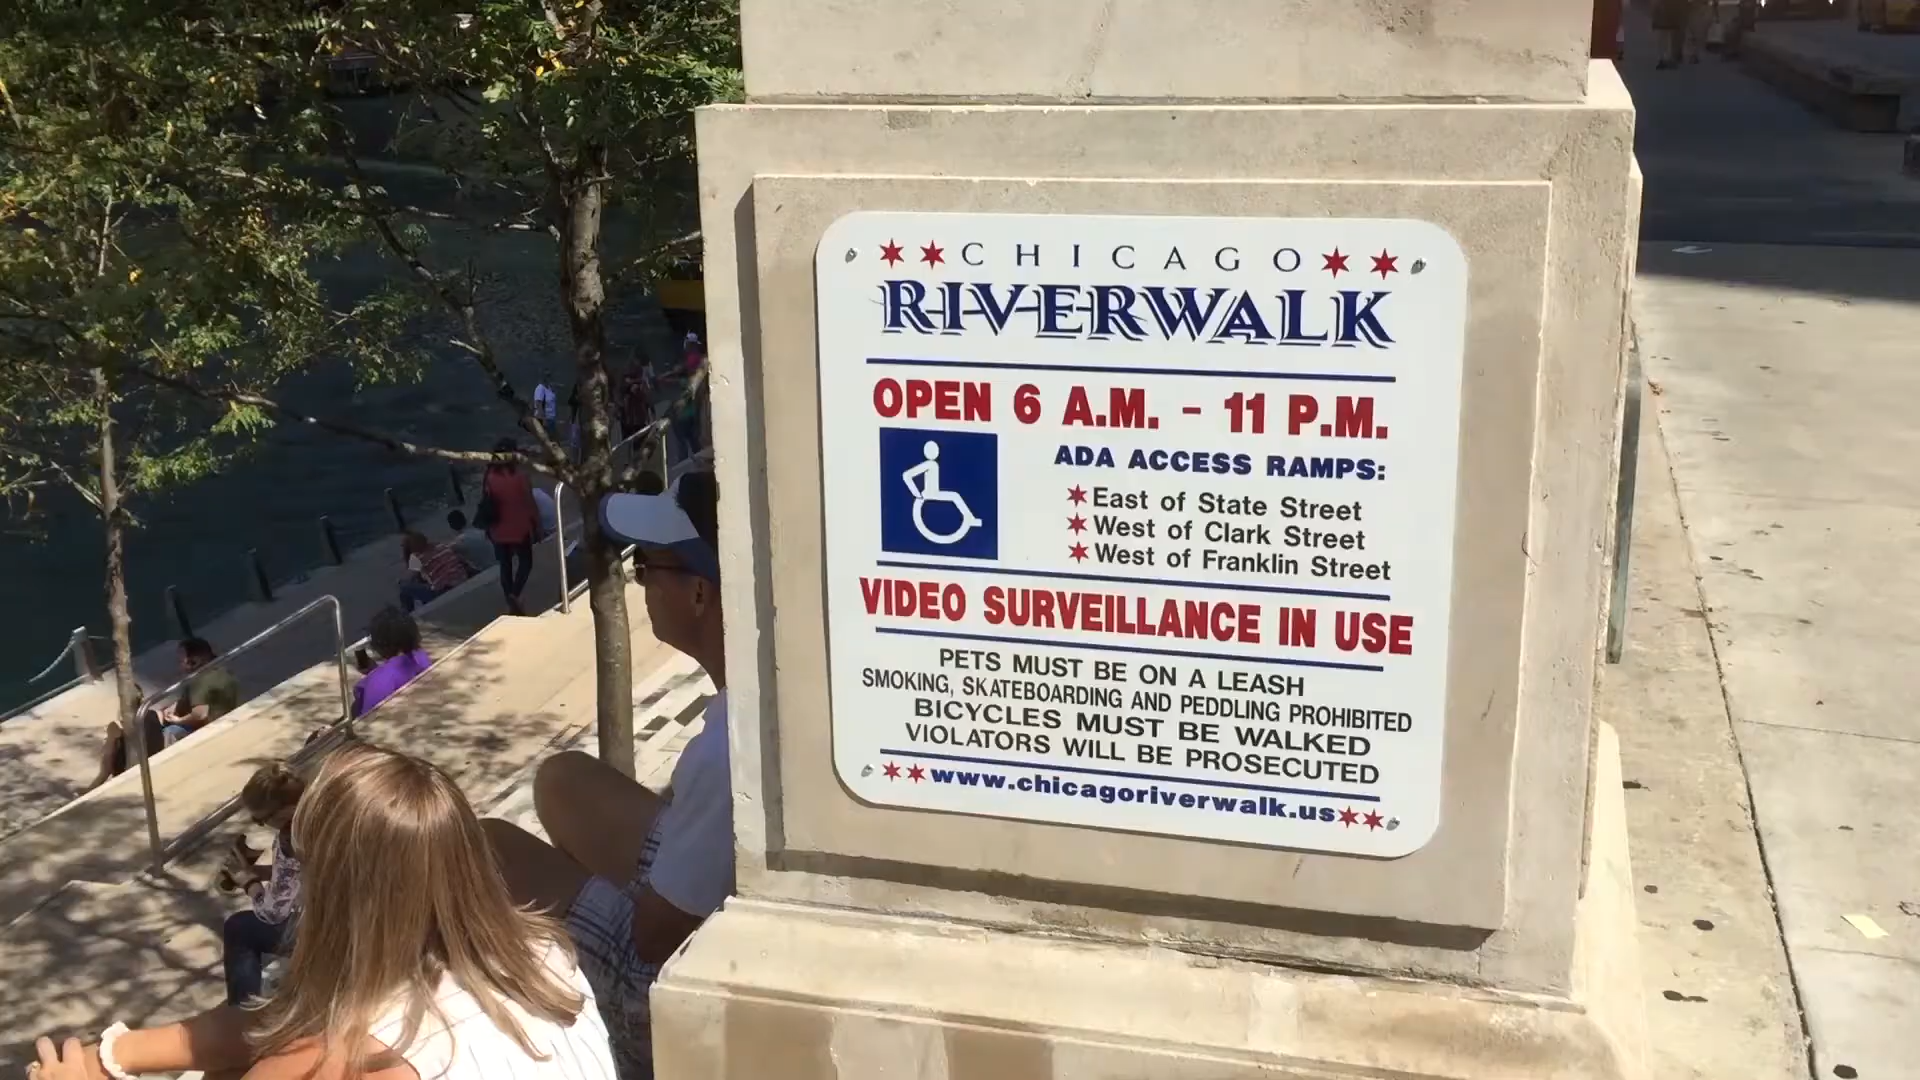 CHICAGO
RIVERWALK
OPEN 6 A.M. - 11 P.M.
ADA ACCESS RAMPS:
East of State Street
West of Clark Street
West of Franklin Street
VIDEO SURVEILLANCE IN USE
PETS MUST BE ON A LEASH
SMOKING, SKATEBOARDING AND PEDDLING PROHIBITED
BICYCLES MUST BE WALKED
VIOLATORS WILL BE PROSECUTED
www.chicagoriverwalk.us